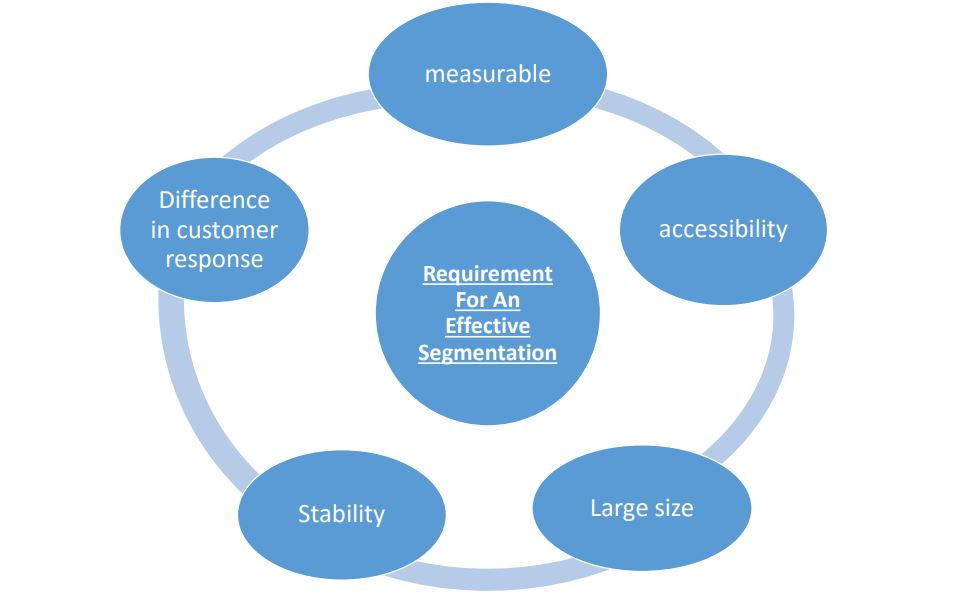 measurable
accessibility
Large size
Stability
Difference
in customer
response
Requirement
For An
Effective
Segmentation